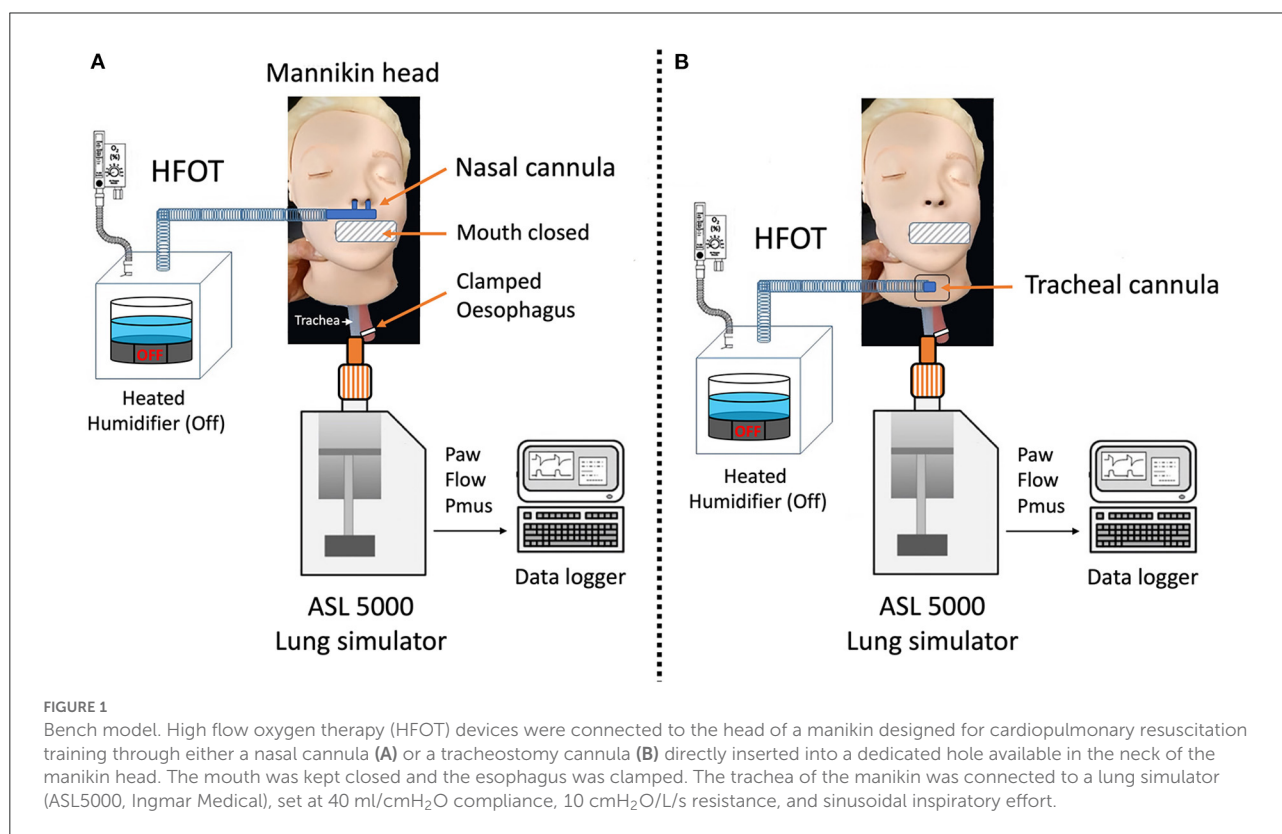 A
Mannikin head
O₂
(%)
HFOT
Nasal cannula
Mouth closed
Clamped
Oesophagus
Trachea
OFF
Heated
Humidifier (Off)
Paw
Flow
Pmus
Data logger
ASL 5000
Lung simulator
B
O₂
(%)
HFOT
Tracheal cannula
OFF
Heated
Humidifier (Off)
Paw
Flow
Pmus
Data logger
ASL 5000
Lung simulator
FIGURE 1
Bench model. High flow oxygen therapy (HFOT) devices were connected to the head of a manikin designed for cardiopulmonary resuscitation
training through either a nasal cannula (A) or a tracheostomy cannula (B) directly inserted into a dedicated hole available in the neck of the
manikin head. The mouth was kept closed and the esophagus was clamped. The trachea of the manikin was connected to a lung simulator
(ASL5000, Ingmar Medical), set at 40 ml/cmH₂O compliance, 10 cmH₂O/L/s resistance, and sinusoidal inspiratory effort.